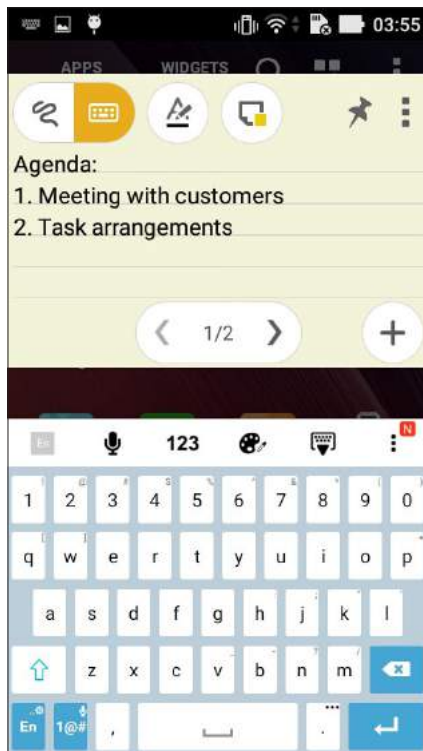 03:55
APPS WIDGETS
Agenda:
1. Meeting with customers
2. Task arrangements
1/2
En 123 N
1 2 3 4 5 6 7 8 9 0
q w e r t y u i o p
a s d f g h j k l
z x c v b n m
En 1@# , .